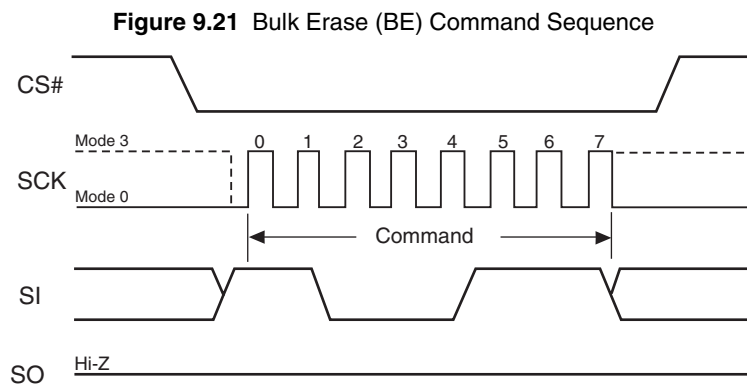 Figure 9.21 Bulk Erase (BE) Command Sequence
CS#
Mode 3
0 1 2 3 4 5 6 7
SCK
Mode 0
Command
SI
Hi-Z
SO